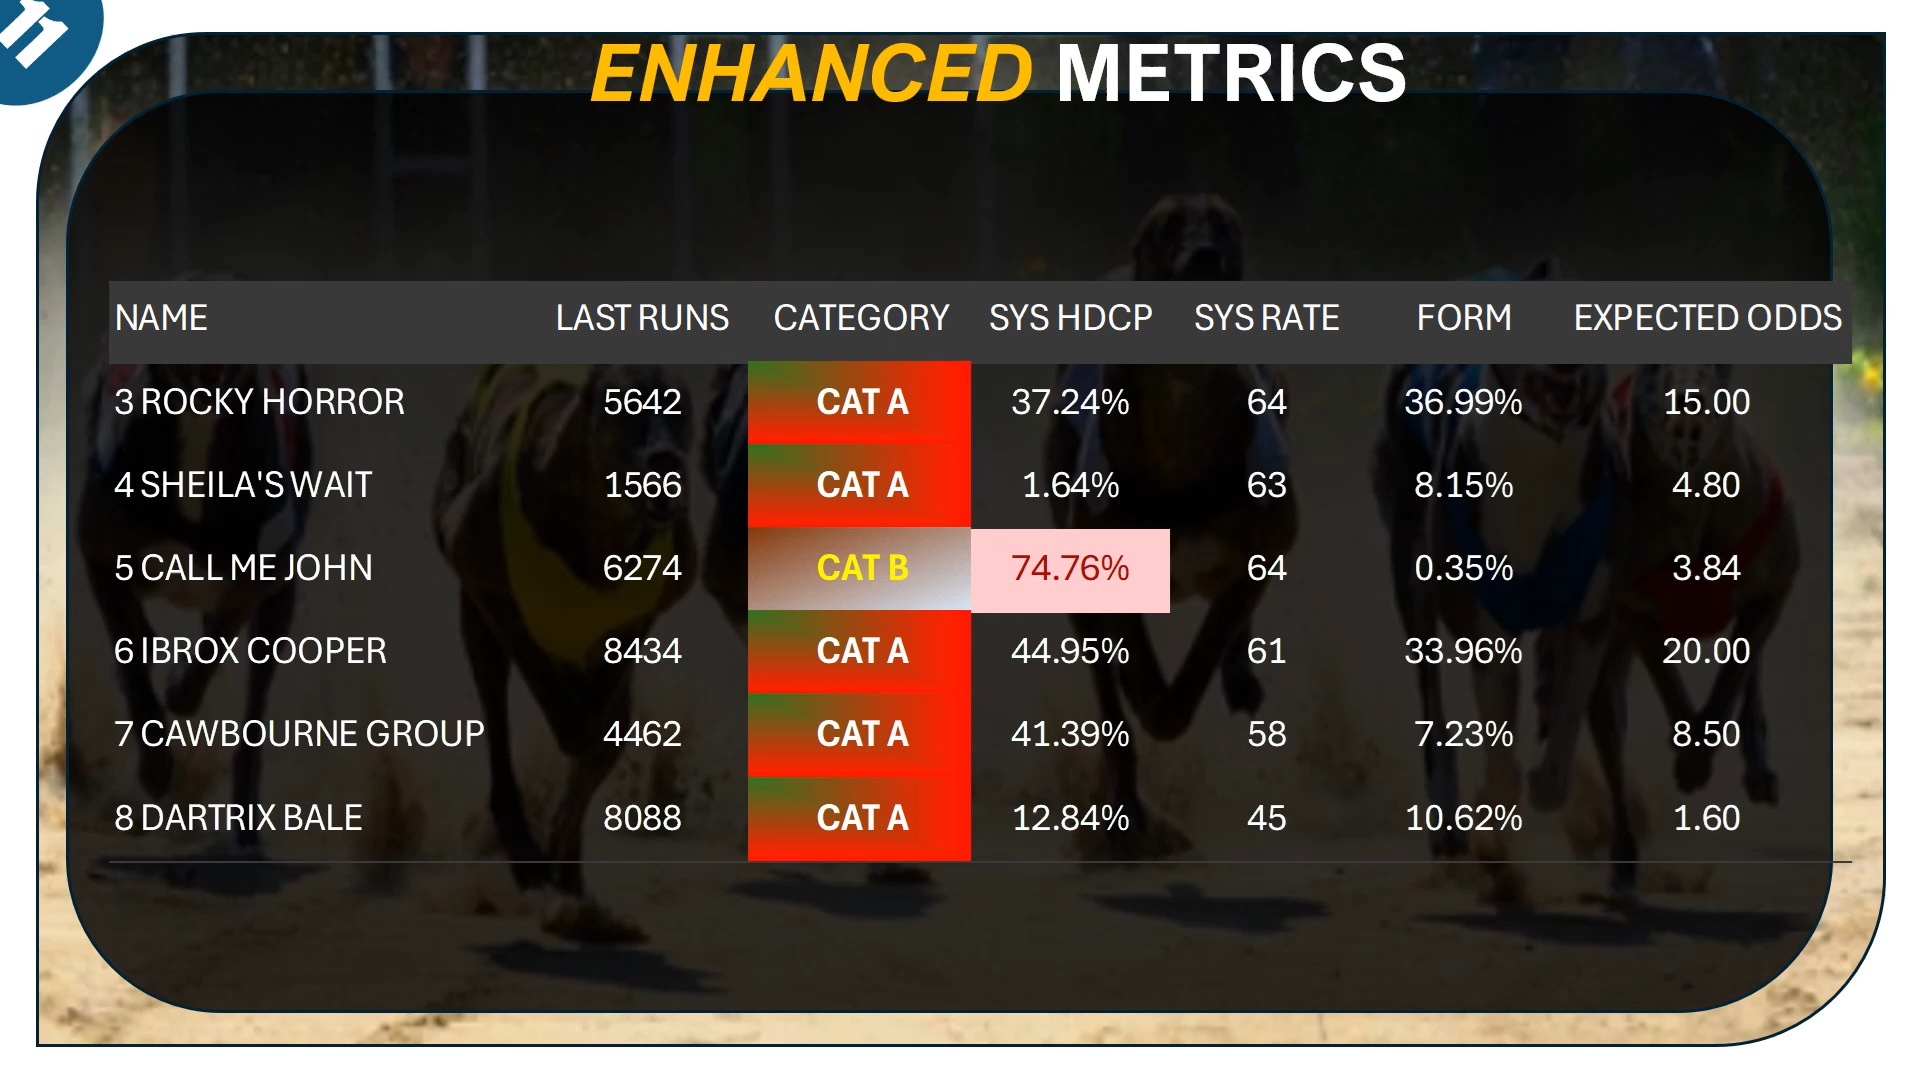 ENHANCED METRICS
NAME LAST RUNS CATEGORY SYS HDCP SYS RATE FORM EXPECTED ODDS
3 ROCKY HORROR 5642 CAT A 37.24% 64 36.99% 15.00
4 SHEILA'S WAIT 1566 CAT A 1.64% 63 8.15% 4.80
5 CALL ME JOHN 6274 CAT B 74.76% 64 0.35% 3.84
6 IBROX COOPER 8434 CAT A 44.95% 61 33.96% 20.00
7 CAWBOURNE GROUP 4462 CAT A 41.39% 58 7.23% 8.50
8 DARTRIX BALE 8088 CAT A 12.84% 45 10.62% 1.60